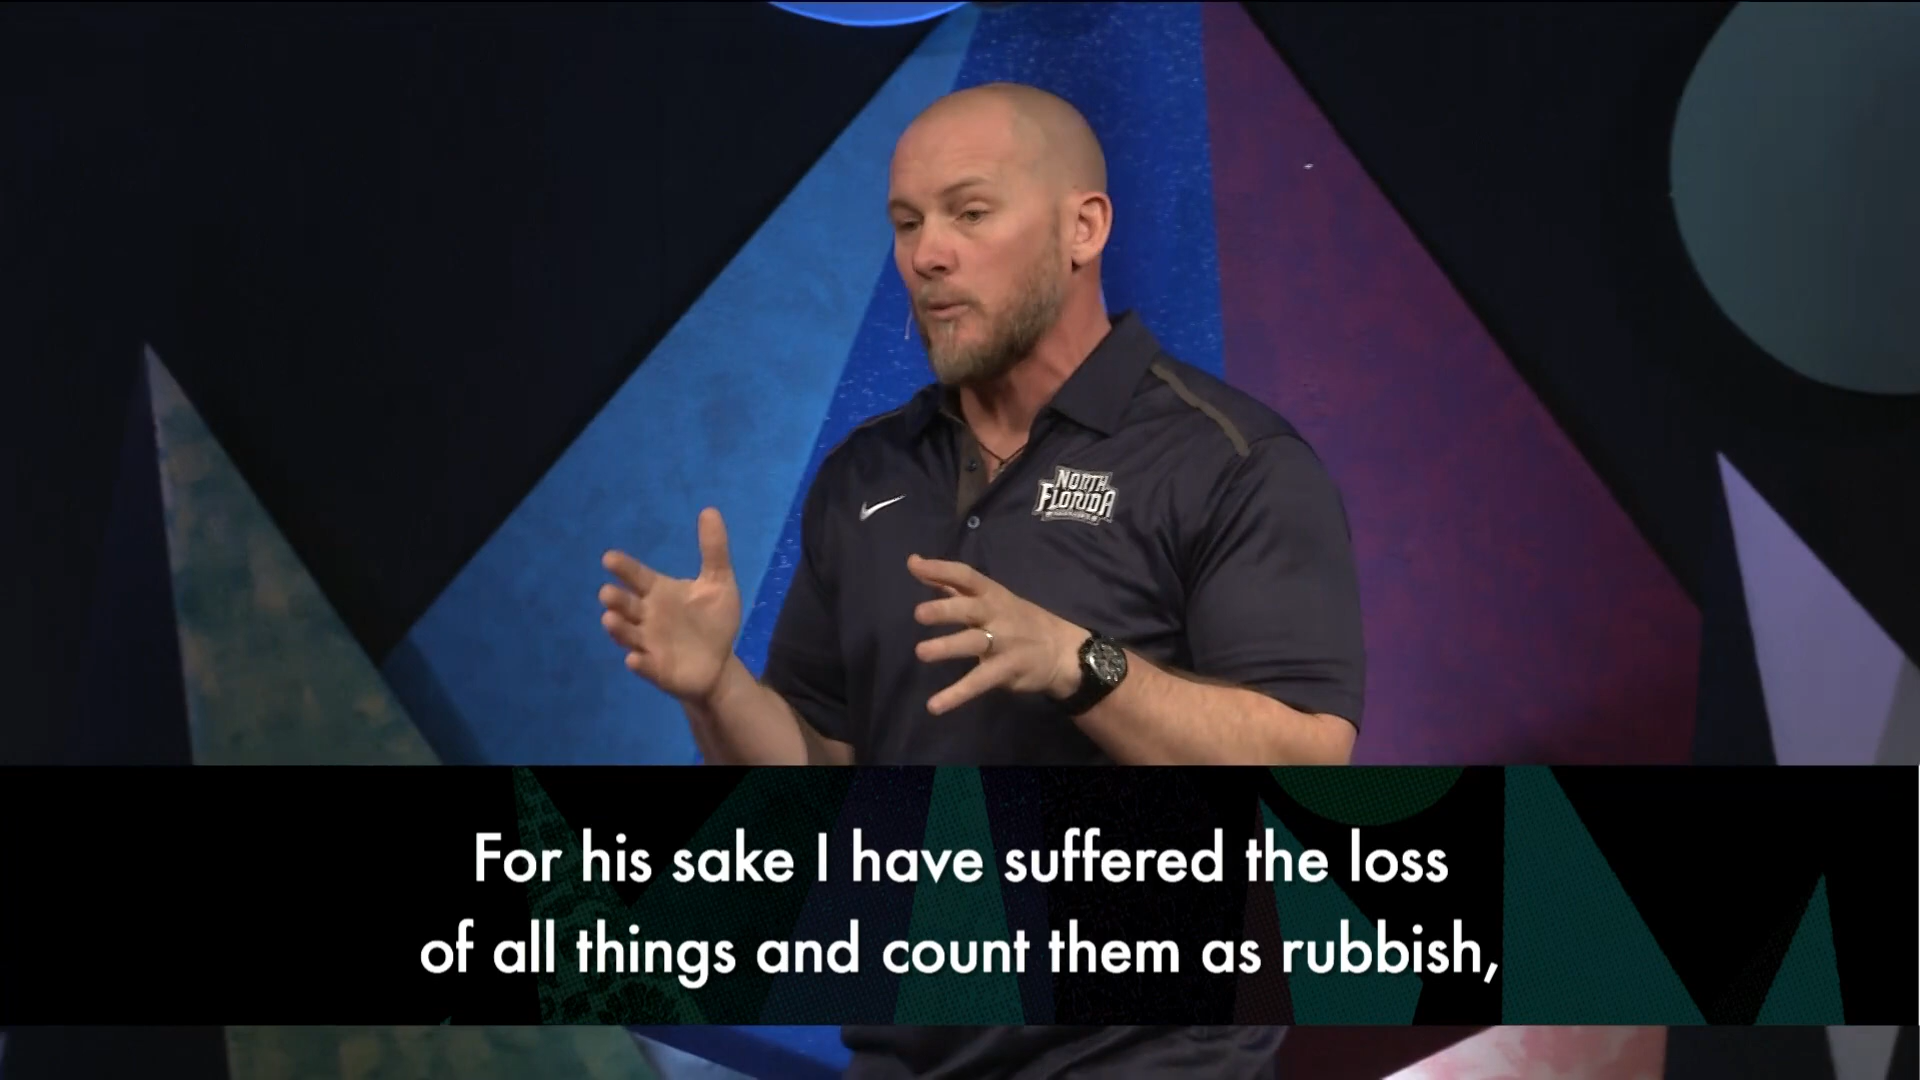 NORTH
FLORIDA
For his sake I have suffered the loss
of all things and count them as rubbish,